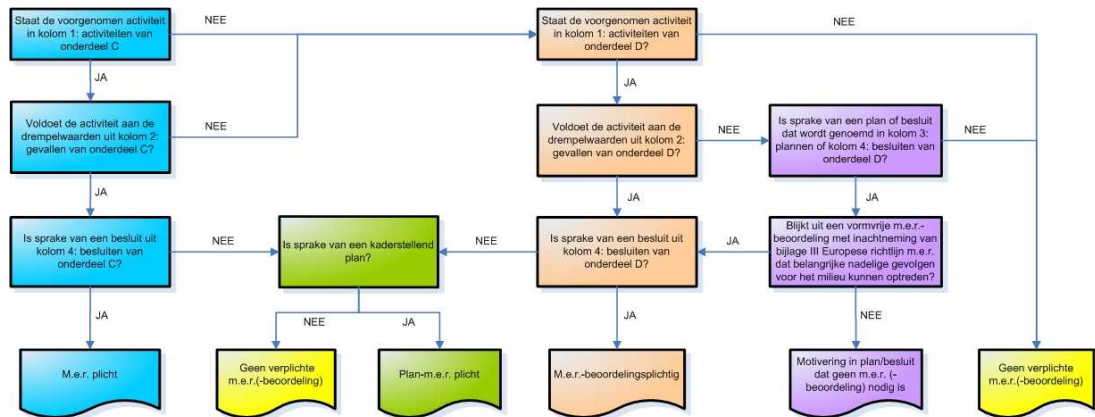 Staat de voorgenomen activiteit
in kolom 1: activiteiten van
onderdeel C
NEE
Staat de voorgenomen activiteit
in kolom 1: activiteiten van
onderdeel D?
NEE
JA
JA
Voldoet de activiteit aan de
drempelwaarden uit kolom 2:
gevallen van onderdeel C?
NEE
Voldoet de activiteit aan de
drempelwaarden uit kolom 2:
gevallen van onderdeel D?
NEE
Is sprake van een plan of besluit
dat wordt genoemd in kolom 3:
plannen of kolom 4: besluiten van
onderdeel D?
NEE
JA
JA
JA
Is sprake van een besluit uit
kolom 4: besluiten van
onderdeel C?
NEE
Is sprake van een kaderstellend
plan?
NEE
Is sprake van een besluit uit
kolom 4: besluiten van
onderdeel D?
JA
Blijkt uit een vormvrije m.e.r.-
beoordeling met inachtneming van
bijlage III Europese richtlijn m.e.r.
dat belangrijke nadelige gevolgen
voor het milieu kunnen optreden?
JA
NEE
JA
JA
NEE
M.e.r. plicht
Geen verplichte
m.e.r.(-beoordeling)
Plan-m.e.r. plicht
M.e.r.-beoordelingsplichtig
Motivering in plan/besluit
dat geen m.e.r. (-
beoordeling) nodig is
Geen verplichte
m.e.r.(-beoordeling)